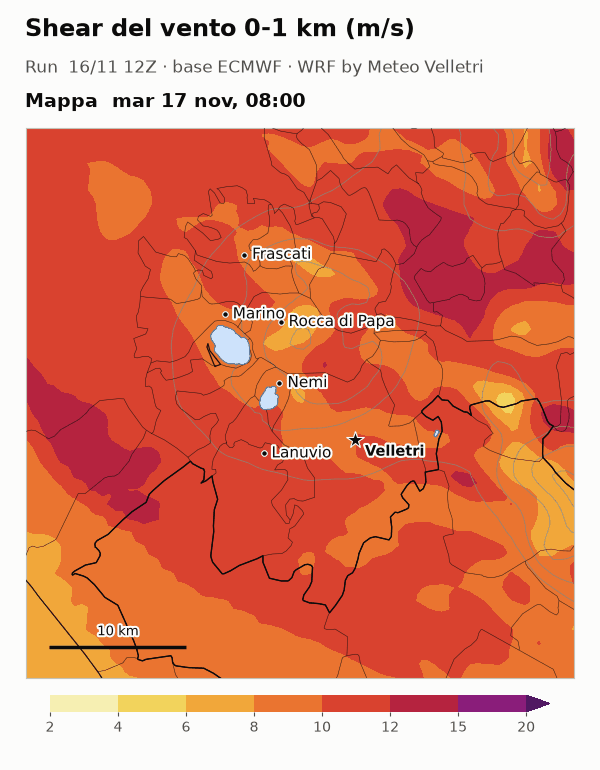 Shear del vento 0-1 km (m/s)
Run  16/11 12Z · base ECMWF · WRF by Meteo Velletri
Mappa  mar 17 nov, 08:00
Frascati
Marino
Rocca di Papa
Nemi
Velletri
Lanuvio
10 km
2 4 6 8 10 12 15 20